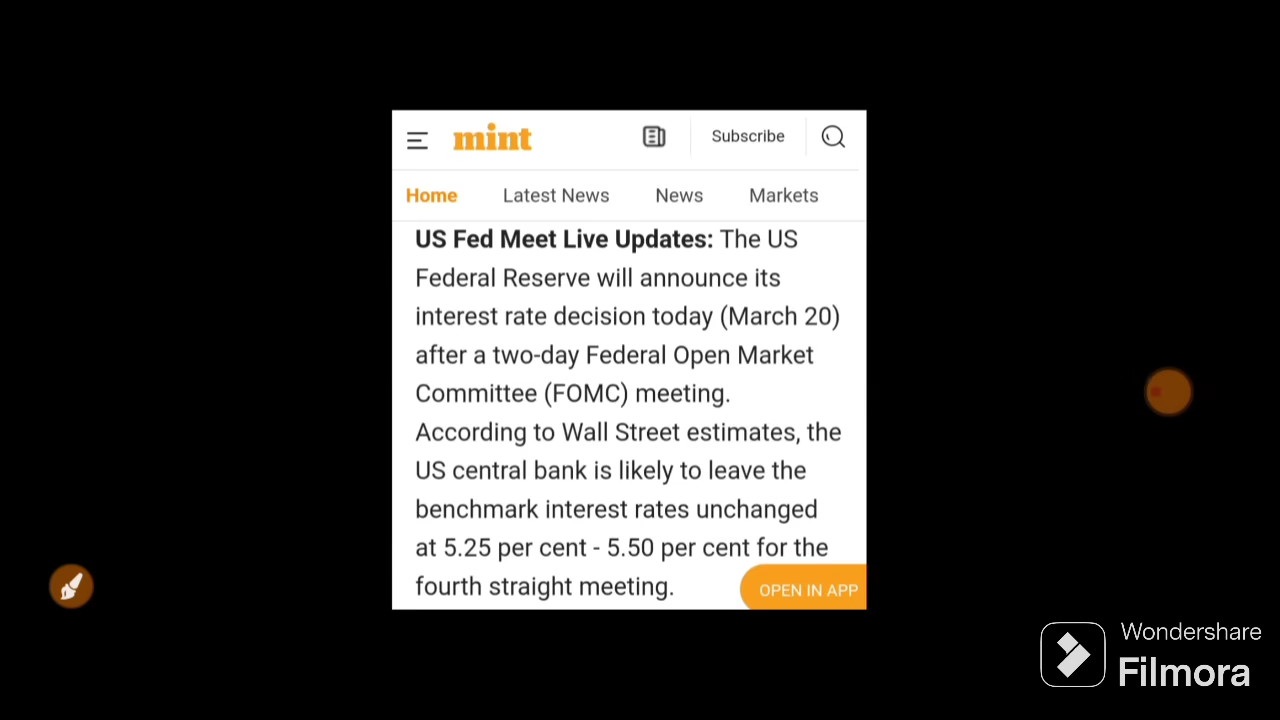 mint
Subscribe
Home Latest News News Markets
US Fed Meet Live Updates: The US
Federal Reserve will announce its
interest rate decision today (March 20)
after a two-day Federal Open Market
Committee (FOMC) meeting.
According to Wall Street estimates, the
US central bank is likely to leave the
benchmark interest rates unchanged
at 5.25 per cent - 5.50 per cent for the
fourth straight meeting.
OPEN IN APP
Wondershare
Filmora